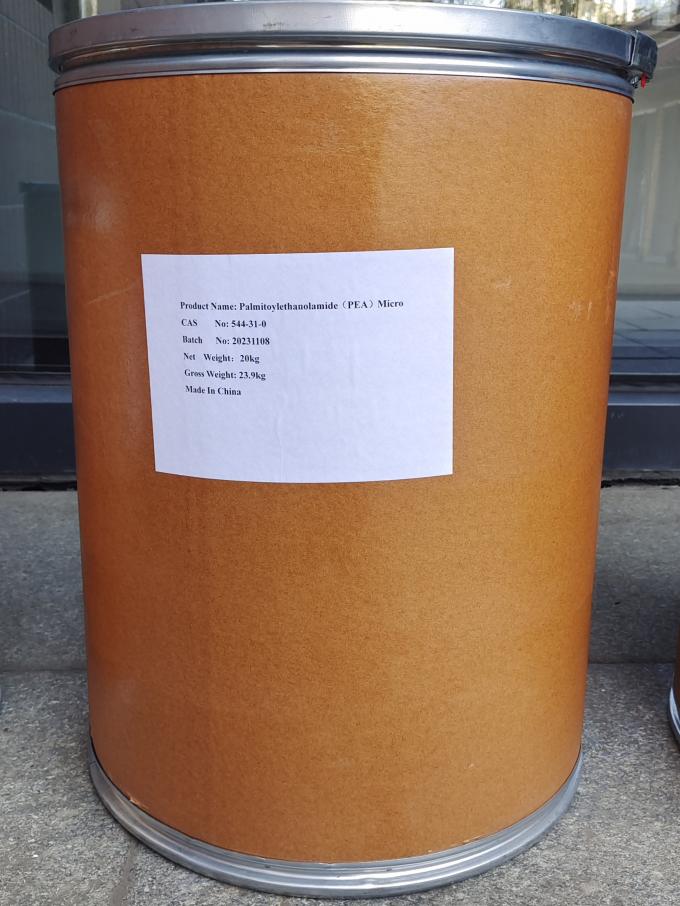 Product Name: Palmitoylethanolamide（PEA）Micro
CAS No: 544-31-0
Batch No: 20231108
Net Weight：20kg
Gross Weight: 23.9kg
Made In China